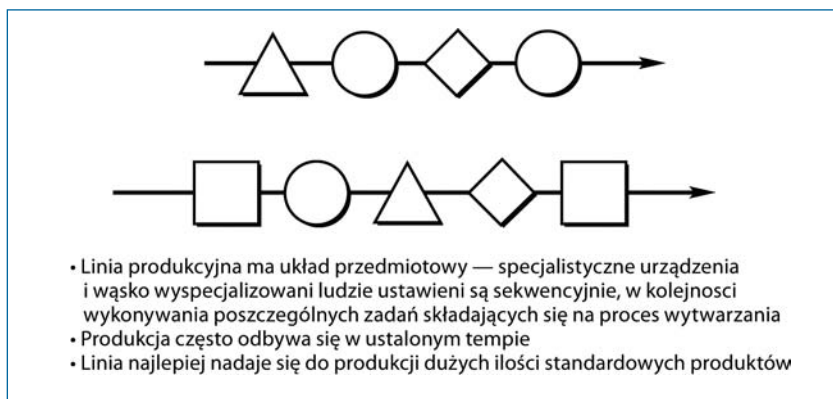 • Linia produkcyjna ma układ przedmiotowy — specjalistyczne urządzenia
i wąsko wyspecjalizowani ludzie ustawieni są sekwencyjnie, w kolejnosci
wykonywania poszczególnych zadań składających się na proces wytwarzania
• Produkcja często odbywa się w ustalonym tempie
• Linia najlepiej nadaje się do produkcji dużych ilości standardowych produktów